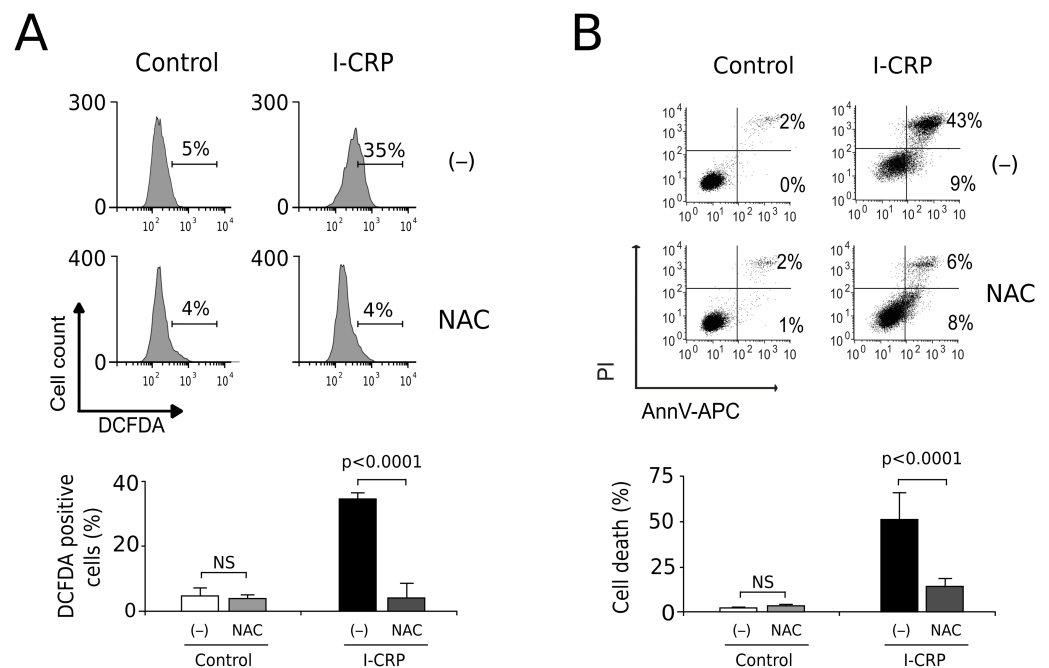 A
Control I-CRP
300 300
5% 35% (–)
0 0
10² 10³ 10⁴ 10² 10³ 10⁴
400 400
4% 4% NAC
0 0
10² 10³ 10⁴ 10² 10³ 10⁴
Cell count
DCFDA
p<0.0001
40
20
0
DCFDA positive
cells (%)
NS
(–) NAC (–) NAC
Control I-CRP
B
Control I-CRP
10⁴ 10⁴
10³ 2% 10³ 43%
10² 10² (–)
10¹ 0% 10¹ 9%
10⁰ 10⁰
10⁰ 10¹ 10² 10³ 10 10⁰ 10¹ 10² 10³ 10
10⁴ 10⁴
10³ 2% 10³ 6%
10² 10² NAC
10¹ 1% 10¹ 8%
10⁰ 10⁰
10⁰ 10¹ 10² 10³ 10 10⁰ 10¹ 10² 10³ 10
PI
AnnV-APC
p<0.0001
75
50
25
0
Cell death (%)
NS
(–) NAC (–) NAC
Control I-CRP